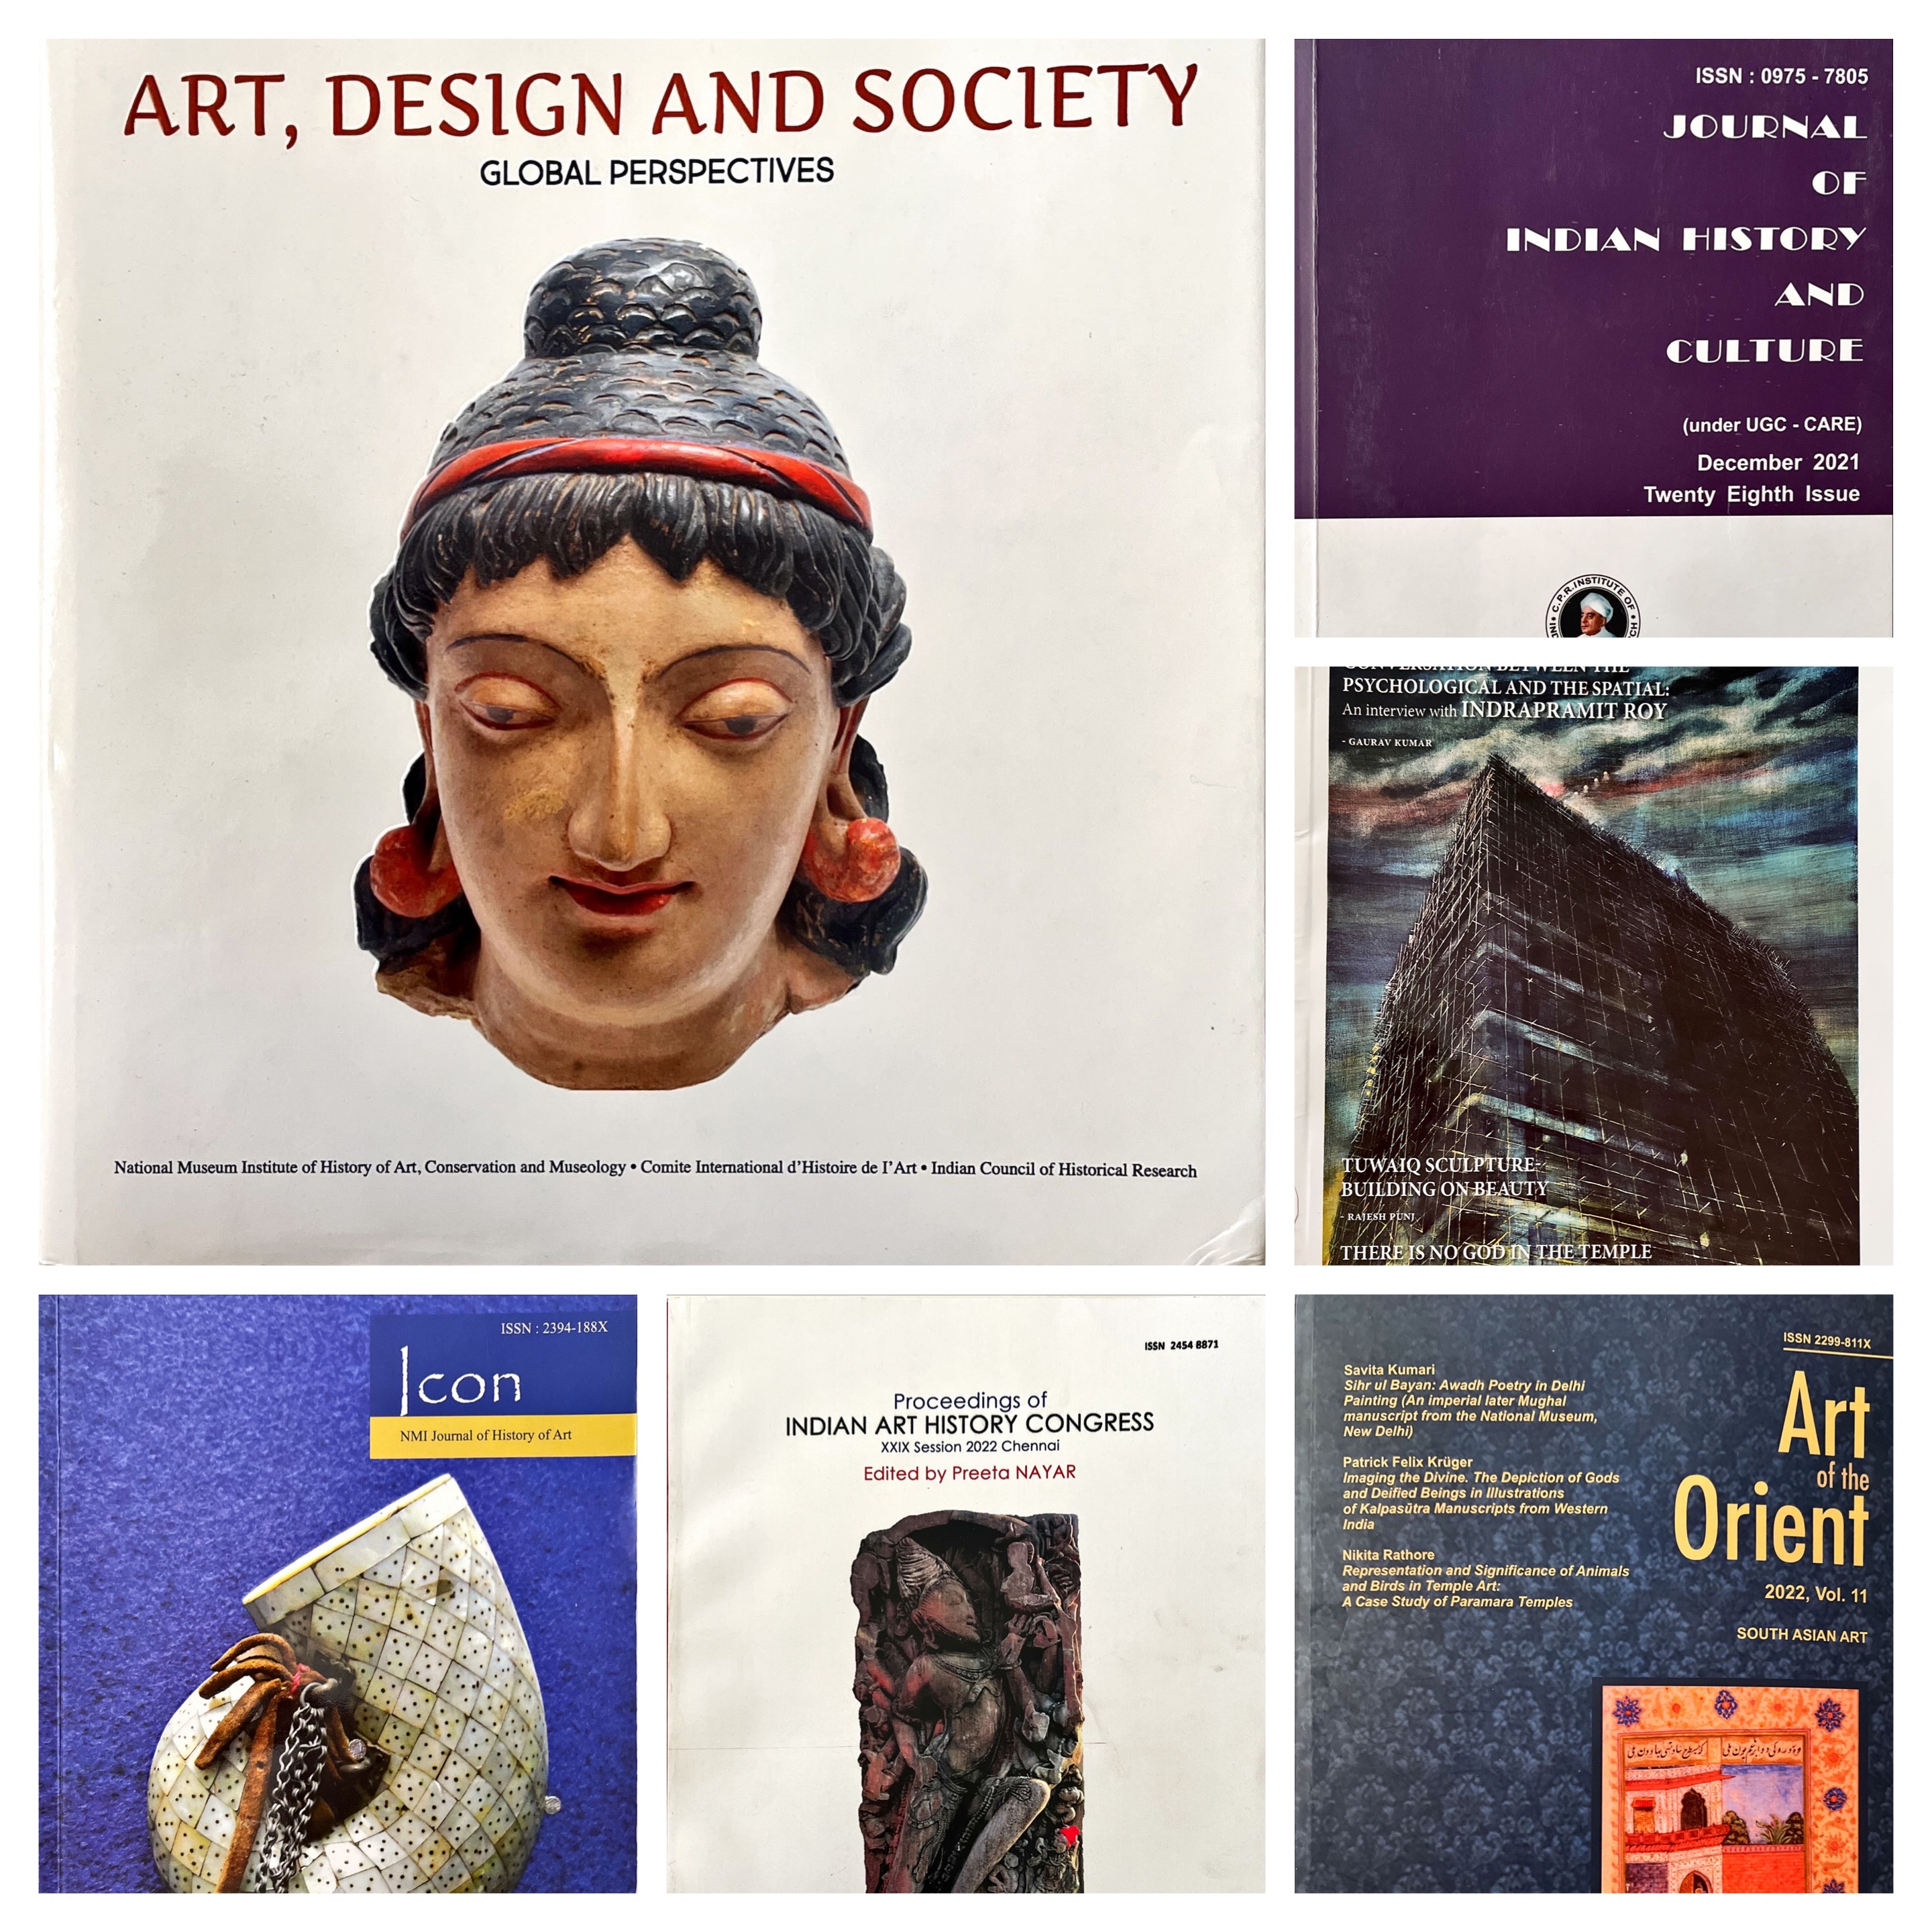 ART, DESIGN AND SOCIETY
GLOBAL PERSPECTIVES
National Museum Institute of History of Art, Conservation and Museology • Comite International d'Histoire de I'Art • Indian Council of Historical Research
ISSN : 0975 - 7805
JOURNAL
OF
INDIAN HISTORY
AND
CULTURE
(under UGC - CARE)
December 2021
Twenty Eighth Issue
C.P.R. INSTITUTE OF
CONVERSATION BETWEEN THE
PSYCHOLOGICAL AND THE SPATIAL:
An interview with INDRAPRAMIT ROY
- GAURAV KUMAR
TUWAIQ SCULPTURE-
BUILDING ON BEAUTY
- RAJESH PUNJ
THERE IS NO GOD IN THE TEMPLE
ISSN : 2394-188X
Icon
NMI Journal of History of Art
ISSN 2454 8871
Proceedings of
INDIAN ART HISTORY CONGRESS
XXIX Session 2022 Chennai
Edited by Preeta NAYAR
ISSN 2299-811X
Art
of the
Orient
2022, Vol. 11
SOUTH ASIAN ART
Savita Kumari
Sihr ul Bayan: Awadh Poetry in Delhi
Painting (An imperial later Mughal
manuscript from the National Museum,
New Delhi)
Patrick Felix Krüger
Imaging the Divine. The Depiction of Gods
and Deified Beings in Illustrations
of Kalpasūtra Manuscripts from Western
India
Nikita Rathore
Representation and Significance of Animals
and Birds in Temple Art:
A Case Study of Paramara Temples